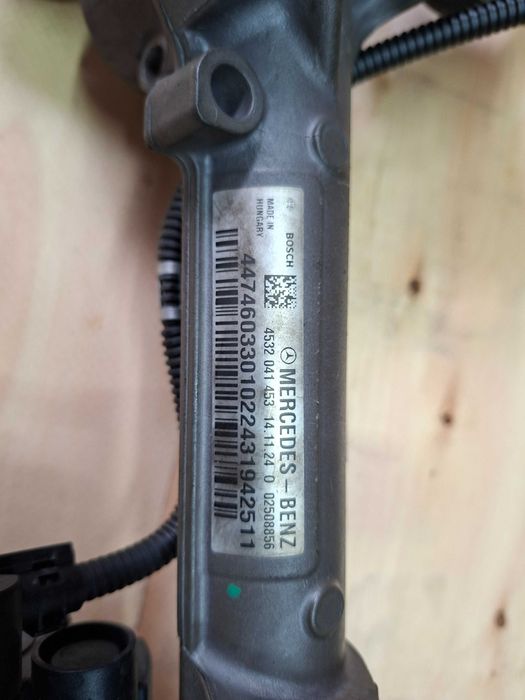 BOSCH
MERCEDES-BENZ
4532 041 453 14.11.24 0 02508856
MADE IN
HUNGARY
4474603301022431942511